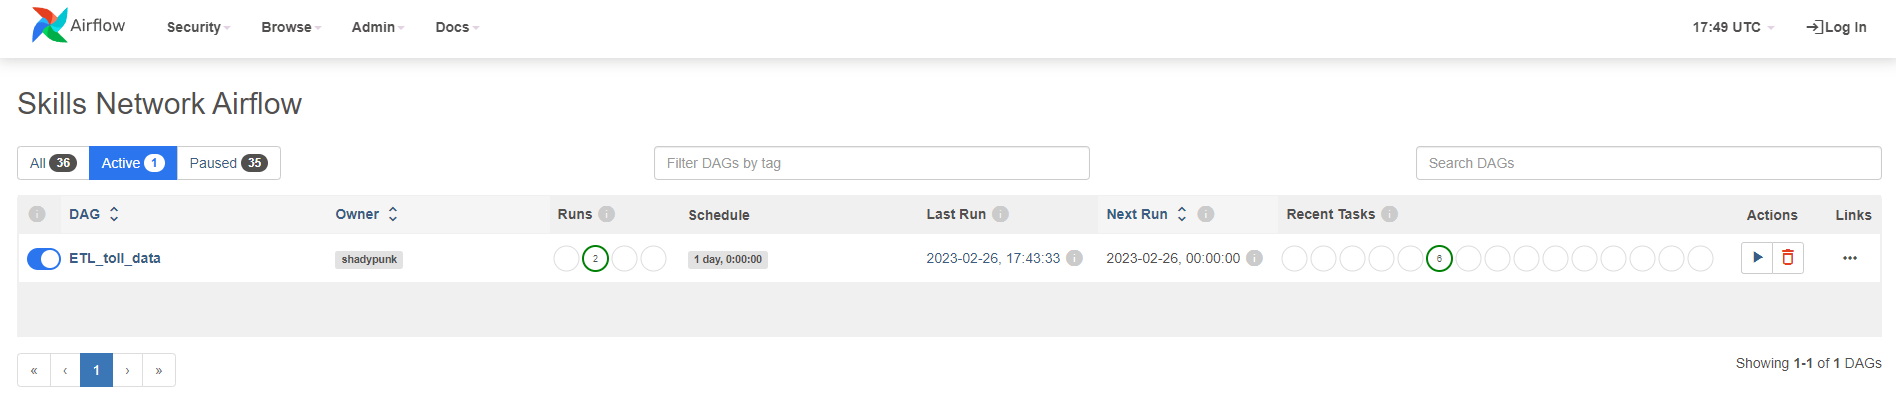 Airflow Security Browse Admin Docs 17:49 UTC Log In
Skills Network Airflow
All 36 Active 1 Paused 35 Filter DAGs by tag Search DAGs
i DAG Owner Runs i Schedule Last Run i Next Run i Recent Tasks i Actions Links
ETL_toll_data shadypunk 2 1 day, 0:00:00 2023-02-26, 17:43:33 i 2023-02-26, 00:00:00 i 6 ...
« ‹ 1 › » Showing 1-1 of 1 DAGs